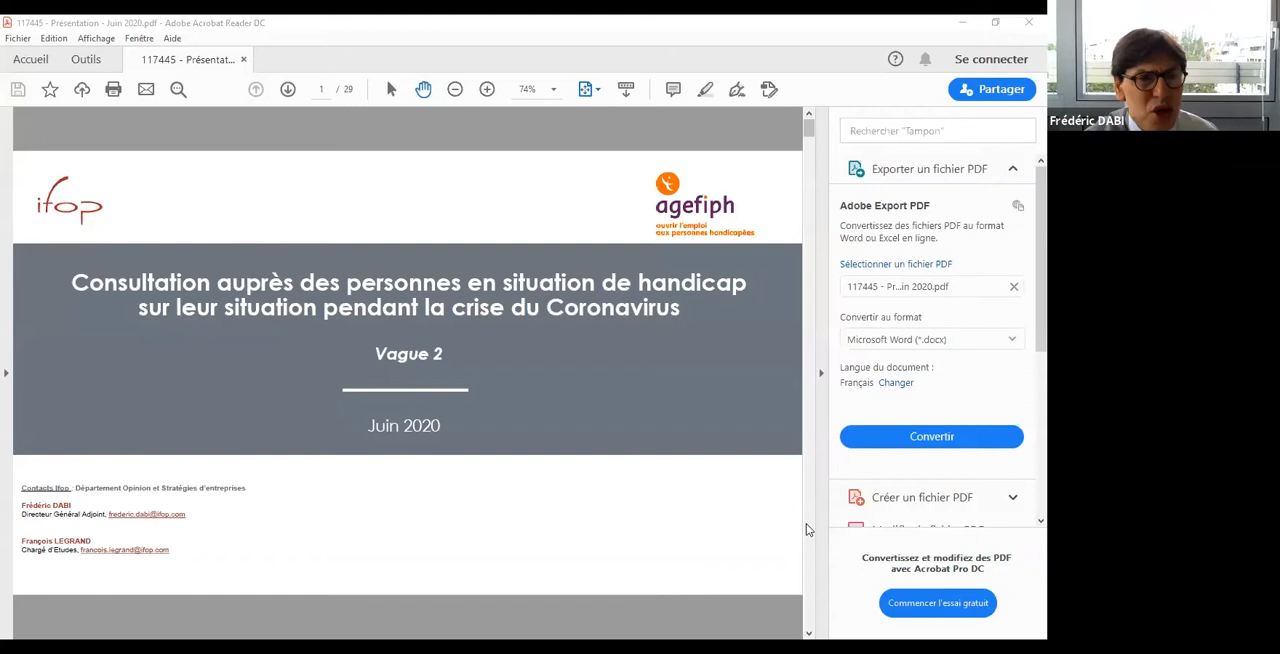 117445 - Présentation - Juin 2020.pdf - Adobe Acrobat Reader DC
Fichier Edition Affichage Fenêtre Aide
Accueil Outils 117445 - Présentat... × Se connecter
1 / 29 74% Partager
Frédéric DABI
Rechercher "Tampon"
Exporter un fichier PDF
Adobe Export PDF
Convertissez des fichiers PDF au format
Word ou Excel en ligne.
Sélectionner un fichier PDF
117445 - Pr...in 2020.pdf
Convertir au format
Microsoft Word (*.docx)
Langue du document :
Français Changer
Convertir
Créer un fichier PDF
Convertissez et modifiez des PDF
avec Acrobat Pro DC
Commencer l'essai gratuit
ifop
agefiph
ouvrir l'emploi
aux personnes handicapées
Consultation auprès des personnes en situation de handicap
sur leur situation pendant la crise du Coronavirus
Vague 2
Juin 2020
Contacts Ifop : Département Opinion et Stratégies d'entreprises
Frédéric DABI
Directeur Général Adjoint, frederic.dabi@ifop.com
François LEGRAND
Chargé d'Etudes, francois.legrand@ifop.com